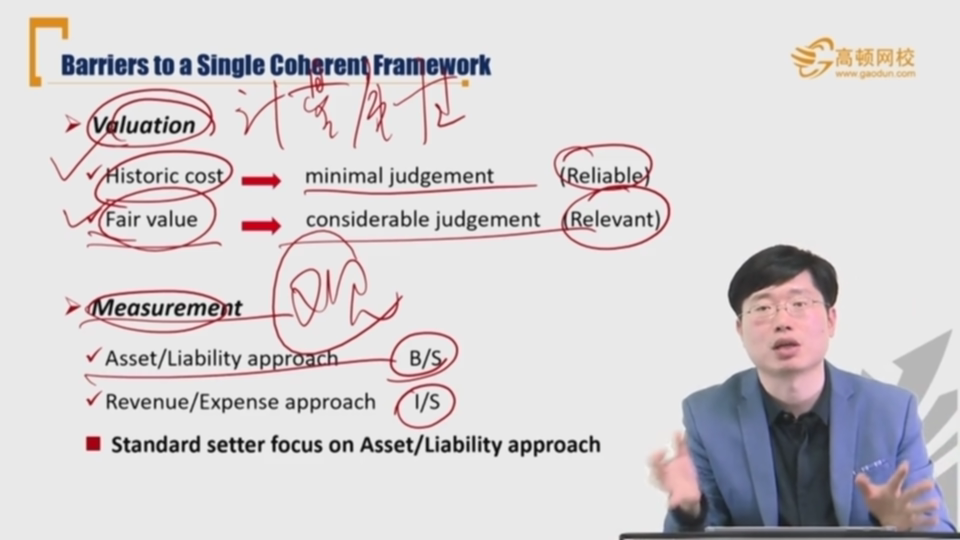 Barriers to a Single Coherent Framework
高顿网校
www.gaodun.com
Valuation 计量属性
Historic cost minimal judgement (Reliable)
Fair value considerable judgement (Relevant)
Measurement
Asset/Liability approach B/S
Revenue/Expense approach I/S
Standard setter focus on Asset/Liability approach